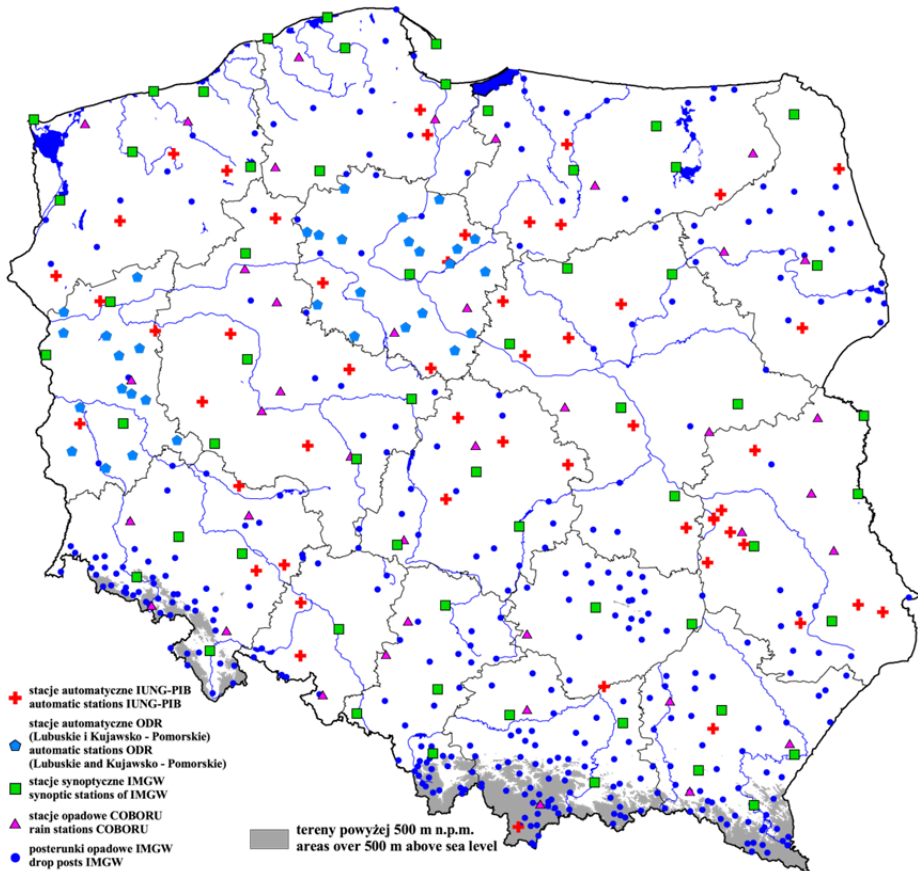 stacje automatyczne IUNG-PIB
automatic stations IUNG-PIB
stacje automatyczne ODR
(Lubuskie i Kujawsko - Pomorskie)
automatic stations ODR
(Lubuskie and Kujawsko - Pomorskie)
stacje synoptyczne IMGW
synoptic stations of IMGW
stacje opadowe COBORU
rain stations COBORU
posterunki opadowe IMGW
drop posts IMGW
tereny powyżej 500 m n.p.m.
areas over 500 m above sea level